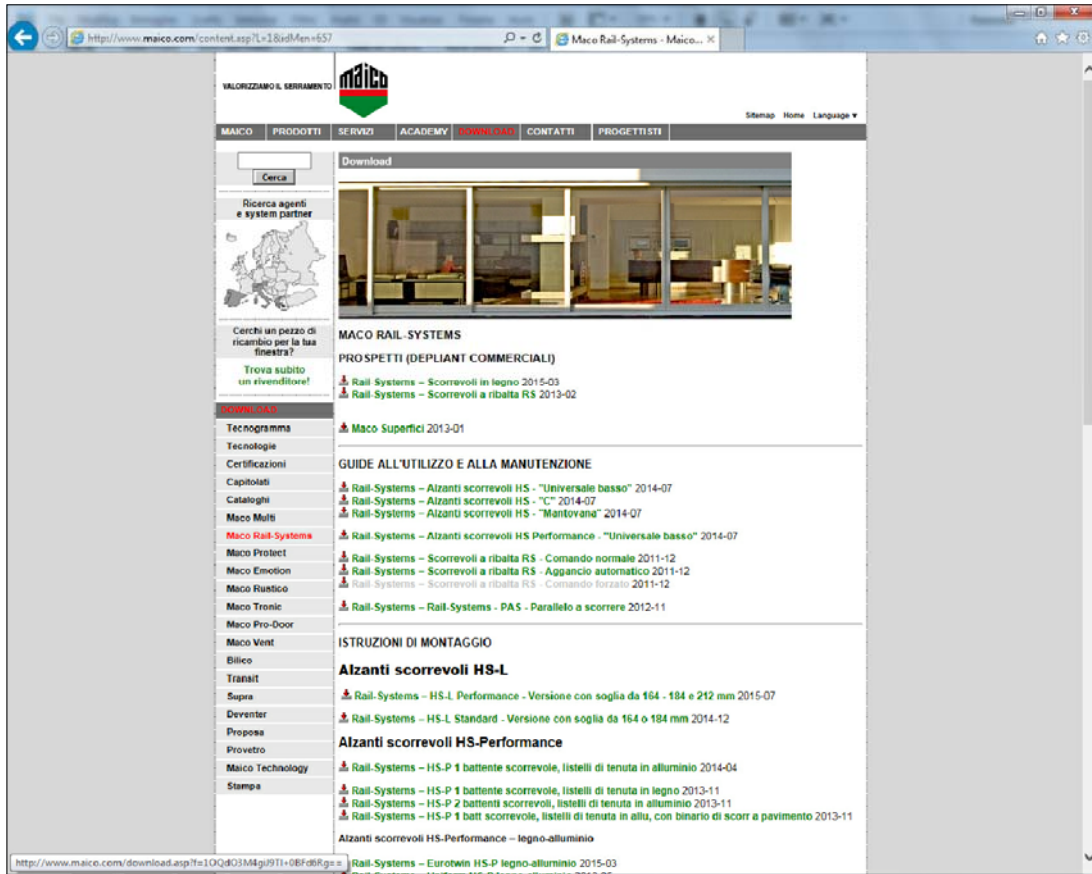 http://www.maico.com/content.asp?L=1&idMen=657
Maco Rail-Systems - Maico...
VALORIZZIAMO IL SERRAMENTO
maico
Sitemap Home Language ▾
MAICO PRODOTTI SERVIZI ACADEMY DOWNLOAD CONTATTI PROGETTISTI
Cerca
Ricerca agenti
e system partner
Cerchi un pezzo di
ricambio per la tua
finestra?
Trova subito
un rivenditore!
DOWNLOAD
Tecnogramma
Tecnologie
Certificazioni
Capitolati
Cataloghi
Maco Multi
Maco Rail-Systems
Maco Protect
Maco Emotion
Maco Rustico
Maco Tronic
Maco Pro-Door
Maco Vent
Bilico
Transit
Supra
Deventer
Proposa
Provetro
Maico Technology
Stampa
Download
MACO RAIL-SYSTEMS
PROSPETTI (DEPLIANT COMMERCIALI)
Rail-Systems – Scorrevoli in legno 2015-03
Rail-Systems – Scorrevoli a ribalta RS 2013-02
Maco Superfici 2013-01
GUIDE ALL'UTILIZZO E ALLA MANUTENZIONE
Rail-Systems – Alzanti scorrevoli HS - "Universale basso" 2014-07
Rail-Systems – Alzanti scorrevoli HS - "C" 2014-07
Rail-Systems – Alzanti scorrevoli HS - "Mantovana" 2014-07
Rail-Systems – Alzanti scorrevoli HS Performance - "Universale basso" 2014-07
Rail-Systems – Scorrevoli a ribalta RS - Comando normale 2011-12
Rail-Systems – Scorrevoli a ribalta RS - Aggancio automatico 2011-12
Rail-Systems – Scorrevoli a ribalta RS - Comando forzato 2011-12
Rail-Systems – Rail-Systems - PAS - Parallelo a scorrere 2012-11
ISTRUZIONI DI MONTAGGIO
Alzanti scorrevoli HS-L
Rail-Systems – HS-L Performance - Versione con soglia da 164 - 184 e 212 mm 2015-07
Rail-Systems – HS-L Standard - Versione con soglia da 164 o 184 mm 2014-12
Alzanti scorrevoli HS-Performance
Rail-Systems – HS-P 1 battente scorrevole, listelli di tenuta in alluminio 2014-04
Rail-Systems – HS-P 1 battente scorrevole, listelli di tenuta in legno 2013-11
Rail-Systems – HS-P 2 battenti scorrevoli, listelli di tenuta in alluminio 2013-11
Rail-Systems – HS-P 1 batt scorrevole, listelli di tenuta in allu, con binario di scorr a pavimento 2013-11
Alzanti scorrevoli HS-Performance – legno-alluminio
Rail-Systems – Eurotwin HS-P legno-alluminio 2015-03